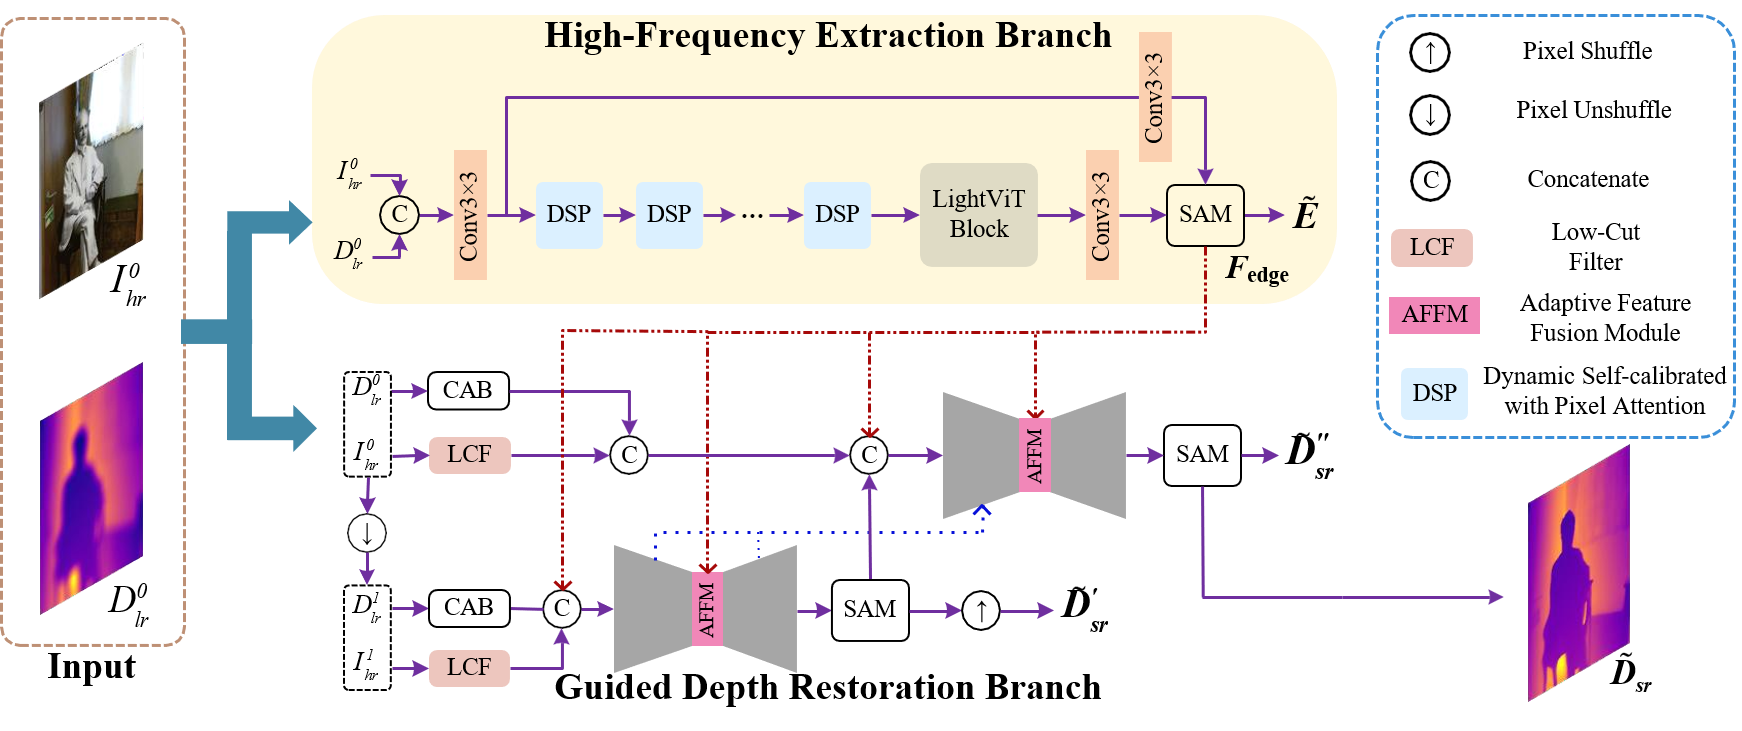 High-Frequency Extraction Branch
Conv3×3
I⁰hr
D⁰lr
C
Conv3×3
DSP
DSP
...
DSP
LightViT
Block
Conv3×3
SAM
Ẽ
Fedge
I⁰hr
D⁰lr
Input
D⁰lr
CAB
I⁰hr
LCF
C
C
AFFM
SAM
D̃″sr
↓
D¹lr
CAB
C
AFFM
SAM
↑
D̃′sr
I¹hr
LCF
Guided Depth Restoration Branch
D̃sr
↑ Pixel Shuffle
↓ Pixel Unshuffle
C Concatenate
LCF Low-Cut
Filter
AFFM Adaptive Feature
Fusion Module
DSP Dynamic Self-calibrated
with Pixel Attention